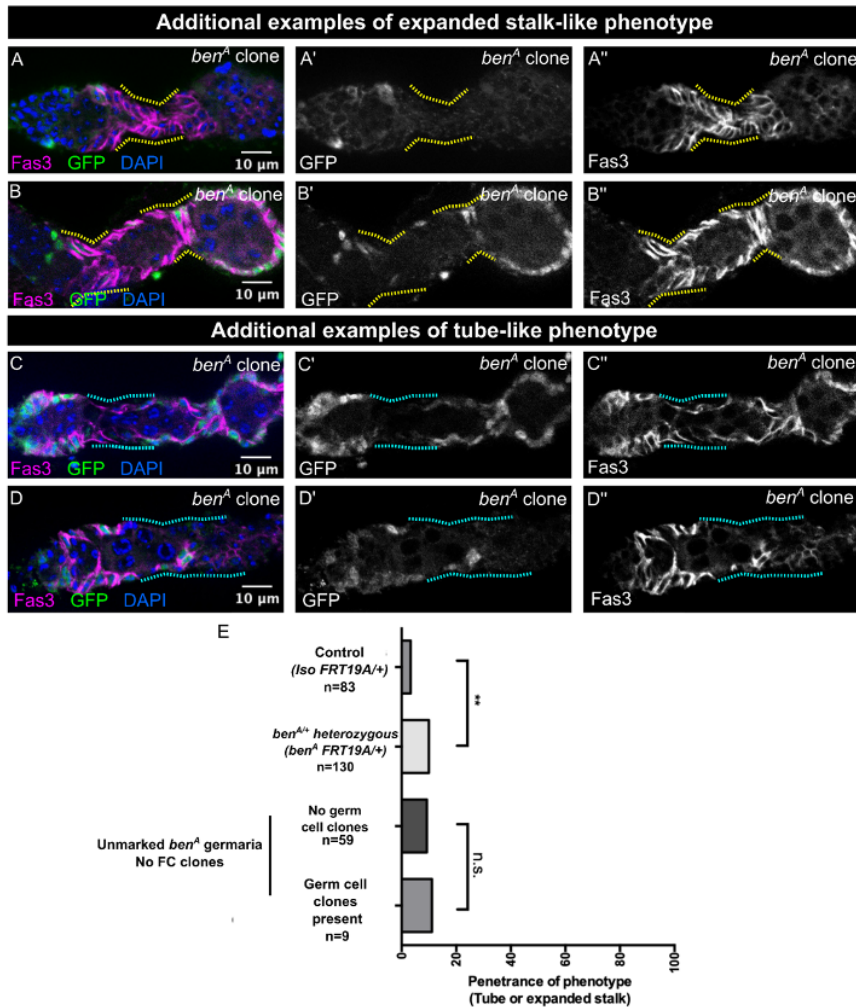 Additional examples of expanded stalk-like phenotype
A
benA clone
Fas3 GFP DAPI
10 μm
A'
benA clone
GFP
A''
benA clone
Fas3
B
benA clone
Fas3 GFP DAPI
10 μm
B'
benA clone
GFP
B''
benA clone
Fas3
Additional examples of tube-like phenotype
C
benA clone
Fas3 GFP DAPI
10 μm
C'
benA clone
GFP
C''
benA clone
Fas3
D
benA clone
Fas3 GFP DAPI
10 μm
D'
benA clone
GFP
D''
benA clone
Fas3
E
Control
(Iso FRT19A/+)
n=83
benA/+ heterozygous
(benA FRT19A/+)
n=130
**
Unmarked benA germaria
No FC clones
No germ
cell clones
n=59
Germ cell
clones
present
n=9
n.s.
0 20 40 60 80 100
Penetrance of phenotype
(Tube or expanded stalk)